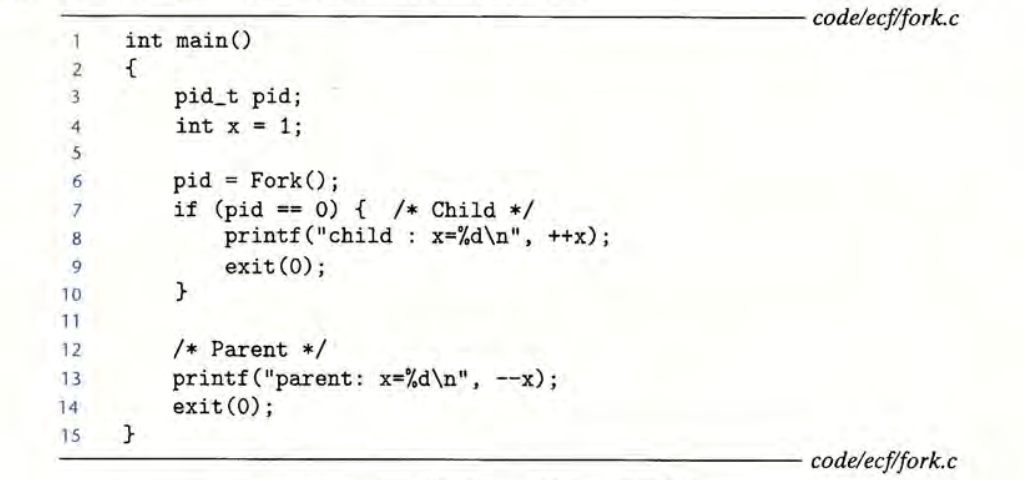 code/ecf/fork.c
1 int main()
2 {
3 pid_t pid;
4 int x = 1;
5
6 pid = Fork();
7 if (pid == 0) { /* Child */
8 printf("child : x=%d\n", ++x);
9 exit(0);
10 }
11
12 /* Parent */
13 printf("parent: x=%d\n", --x);
14 exit(0);
15 }
code/ecf/fork.c